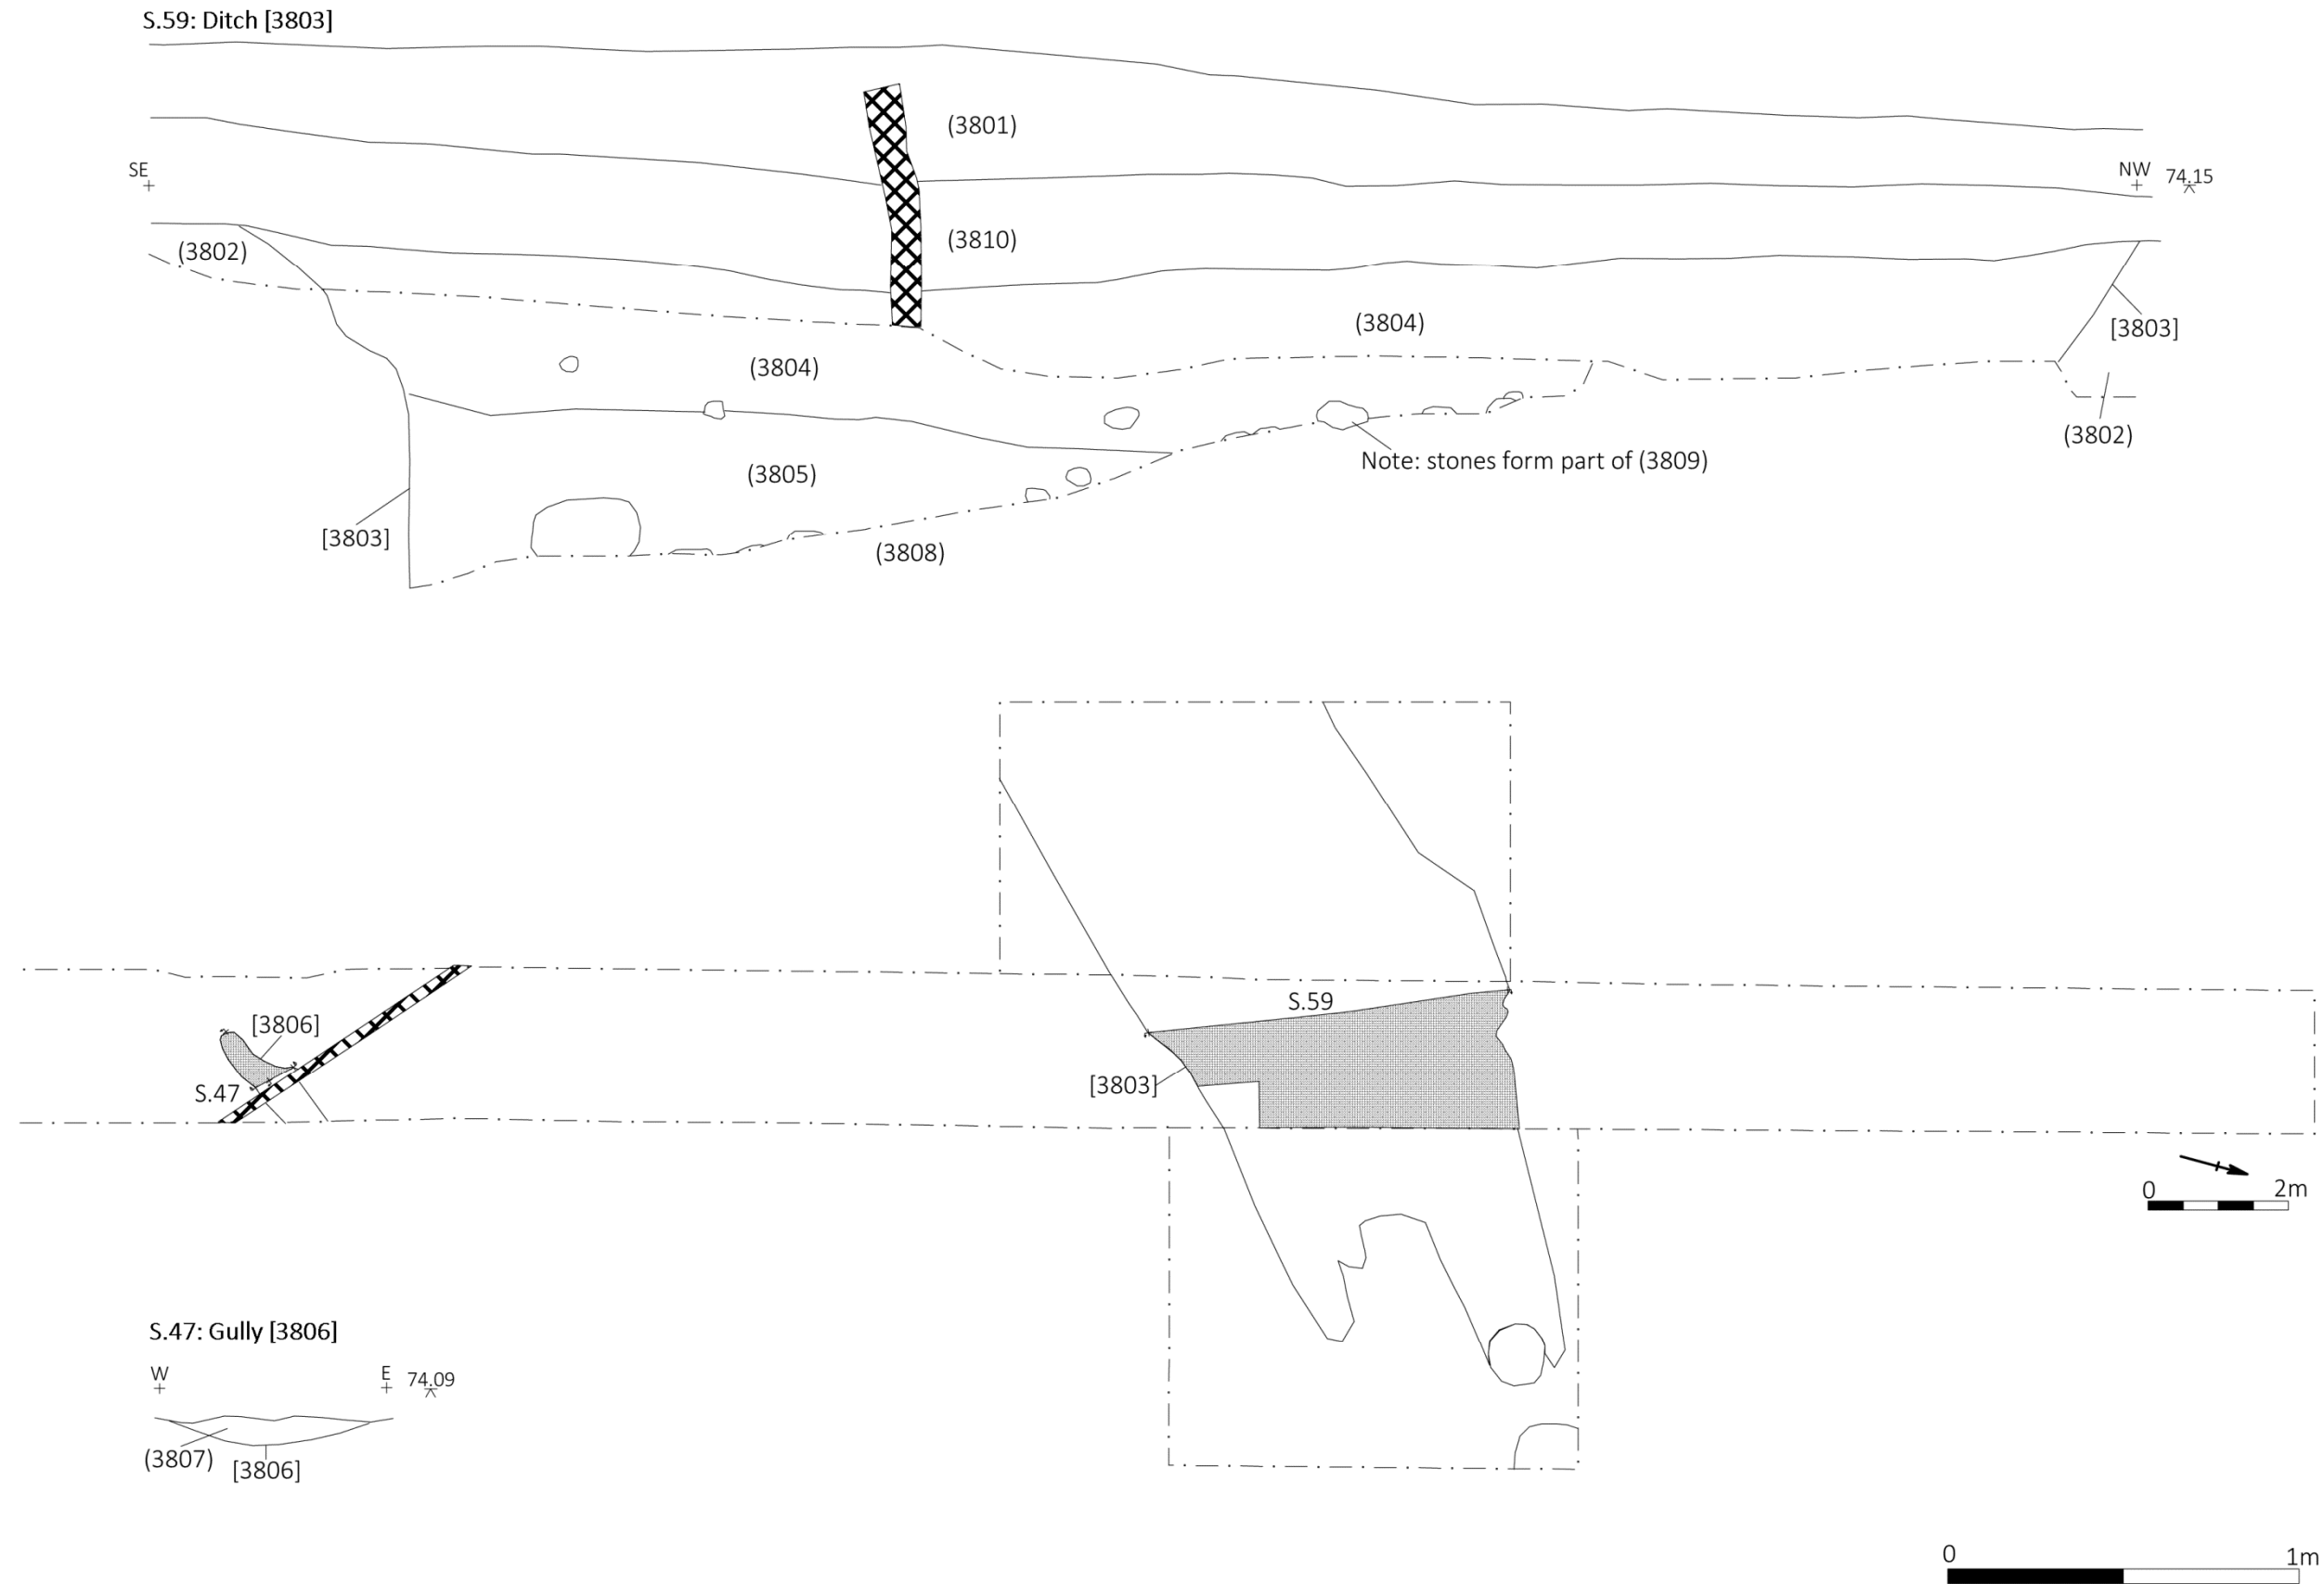 S.59: Ditch [3803]
(3801)
SE
NW
74.15
(3810)
(3802)
(3804)
[3803]
(3804)
(3802)
Note: stones form part of (3809)
(3805)
[3803]
(3808)
S.59
[3806]
[3803]
S.47
0
2m
S.47: Gully [3806]
W
E
74.09
(3807)
[3806]
0
1m